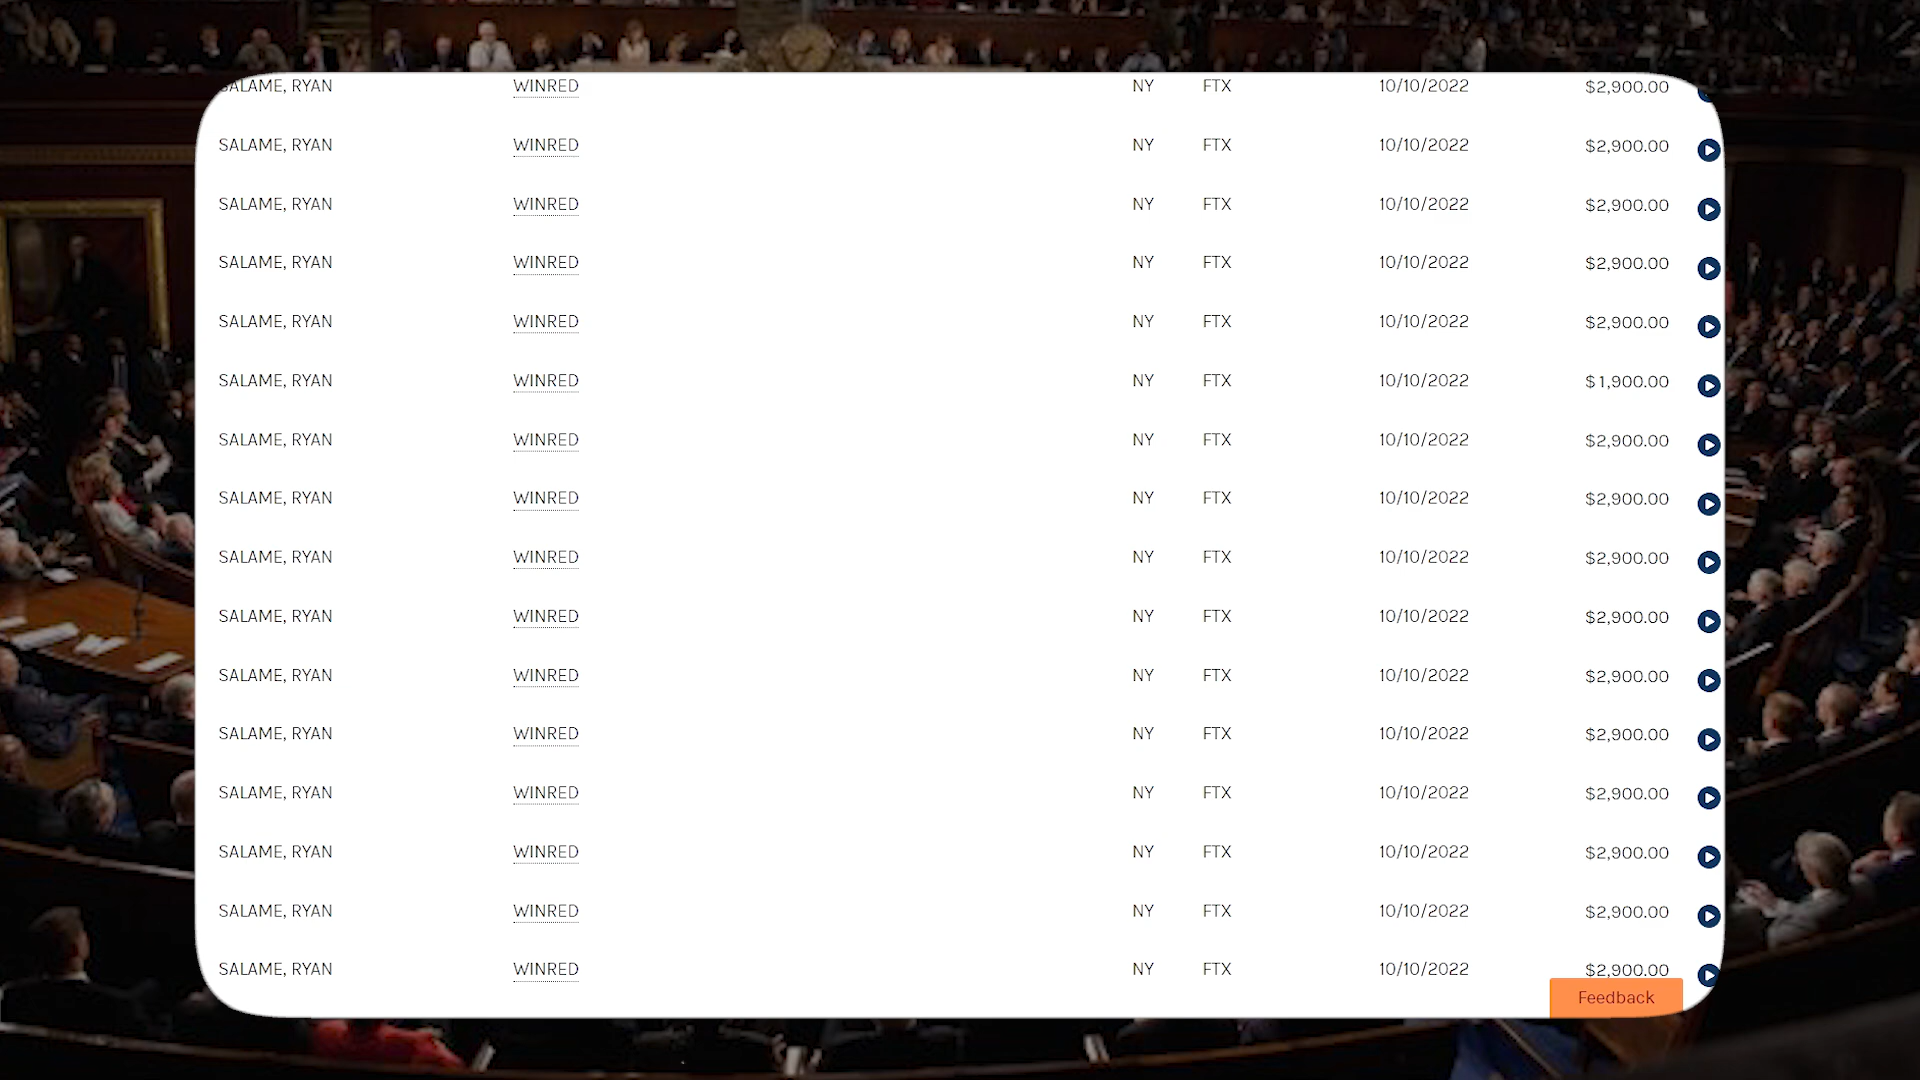 SALAME, RYAN WINRED NY FTX 10/10/2022 $2,900.00
SALAME, RYAN WINRED NY FTX 10/10/2022 $2,900.00
SALAME, RYAN WINRED NY FTX 10/10/2022 $2,900.00
SALAME, RYAN WINRED NY FTX 10/10/2022 $2,900.00
SALAME, RYAN WINRED NY FTX 10/10/2022 $2,900.00
SALAME, RYAN WINRED NY FTX 10/10/2022 $1,900.00
SALAME, RYAN WINRED NY FTX 10/10/2022 $2,900.00
SALAME, RYAN WINRED NY FTX 10/10/2022 $2,900.00
SALAME, RYAN WINRED NY FTX 10/10/2022 $2,900.00
SALAME, RYAN WINRED NY FTX 10/10/2022 $2,900.00
SALAME, RYAN WINRED NY FTX 10/10/2022 $2,900.00
SALAME, RYAN WINRED NY FTX 10/10/2022 $2,900.00
SALAME, RYAN WINRED NY FTX 10/10/2022 $2,900.00
SALAME, RYAN WINRED NY FTX 10/10/2022 $2,900.00
SALAME, RYAN WINRED NY FTX 10/10/2022 $2,900.00
SALAME, RYAN WINRED NY FTX 10/10/2022 $2,900.00
Feedback